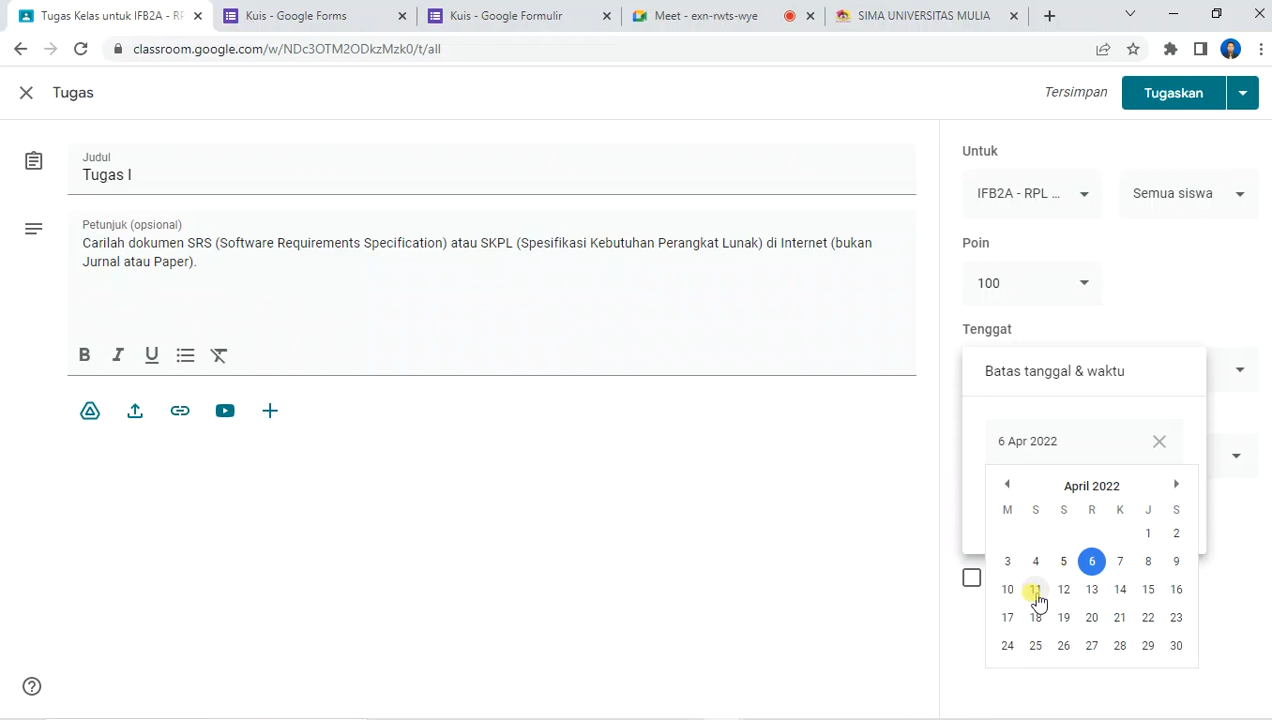 Tugas Kelas untuk IFB2A - RP
Kuis - Google Forms
Kuis - Google Formulir
Meet - exn-rwts-wye
SIMA UNIVERSITAS MULIA
classroom.google.com/w/NDc3OTM2ODkzMzk0/t/all
Tugas
Tersimpan
Tugaskan
Judul
Tugas I
Petunjuk (opsional)
Carilah dokumen SRS (Software Requirements Specification) atau SKPL (Spesifikasi Kebutuhan Perangkat Lunak) di Internet (bukan
Jurnal atau Paper).
B I U
Untuk
IFB2A - RPL ... Semua siswa
Poin
100
Tenggat
Batas tanggal & waktu
6 Apr 2022
April 2022
M S S R K J S
1 2
3 4 5 6 7 8 9
10 11 12 13 14 15 16
17 18 19 20 21 22 23
24 25 26 27 28 29 30